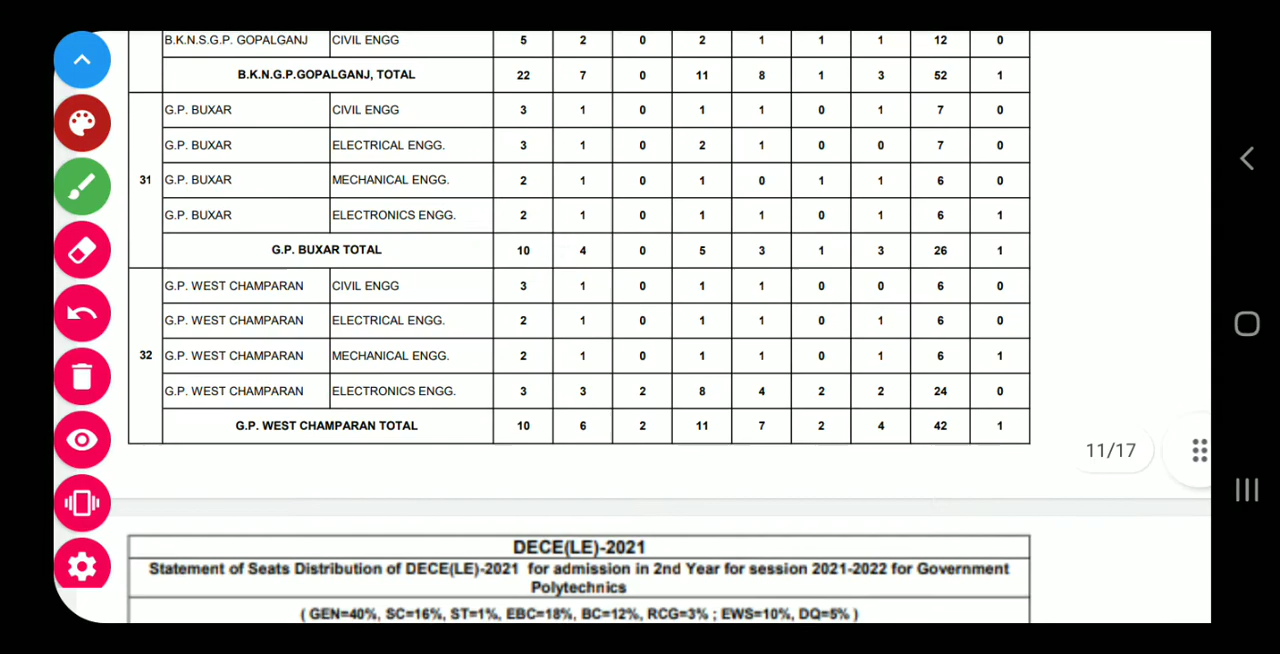 B.K.N.S.G.P. GOPALGANJ CIVIL ENGG 5 2 0 2 1 1 1 12 0
B.K.N.G.P.GOPALGANJ, TOTAL 22 7 0 11 8 1 3 52 1
G.P. BUXAR CIVIL ENGG 3 1 0 1 1 0 1 7 0
G.P. BUXAR ELECTRICAL ENGG. 3 1 0 2 1 0 0 7 0
31 G.P. BUXAR MECHANICAL ENGG. 2 1 0 1 0 1 1 6 0
G.P. BUXAR ELECTRONICS ENGG. 2 1 0 1 1 0 1 6 1
G.P. BUXAR TOTAL 10 4 0 5 3 1 3 26 1
G.P. WEST CHAMPARAN CIVIL ENGG 3 1 0 1 1 0 0 6 0
G.P. WEST CHAMPARAN ELECTRICAL ENGG. 2 1 0 1 1 0 1 6 0
32 G.P. WEST CHAMPARAN MECHANICAL ENGG. 2 1 0 1 1 0 1 6 1
G.P. WEST CHAMPARAN ELECTRONICS ENGG. 3 3 2 8 4 2 2 24 0
G.P. WEST CHAMPARAN TOTAL 10 6 2 11 7 2 4 42 1
11/17
DECE(LE)-2021
Statement of Seats Distribution of DECE(LE)-2021 for admission in 2nd Year for session 2021-2022 for Government
Polytechnics
( GEN=40%, SC=16%, ST=1%, EBC=18%, BC=12%, RCG=3% ; EWS=10%, DQ=5% )